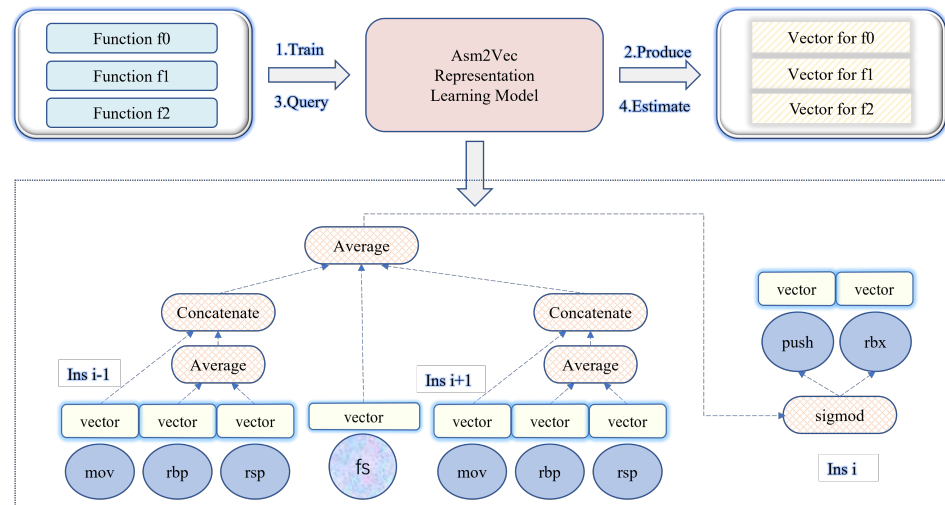 Function f0
Function f1
Function f2
1.Train
3.Query
Asm2Vec
Representation
Learning Model
2.Produce
4.Estimate
Vector for f0
Vector for f1
Vector for f2
Average
Concatenate
Average
Ins i-1
vector
vector
vector
mov
rbp
rsp
vector
fs
Concatenate
Average
Ins i+1
vector
vector
vector
mov
rbp
rsp
vector
vector
push
rbx
sigmod
Ins i